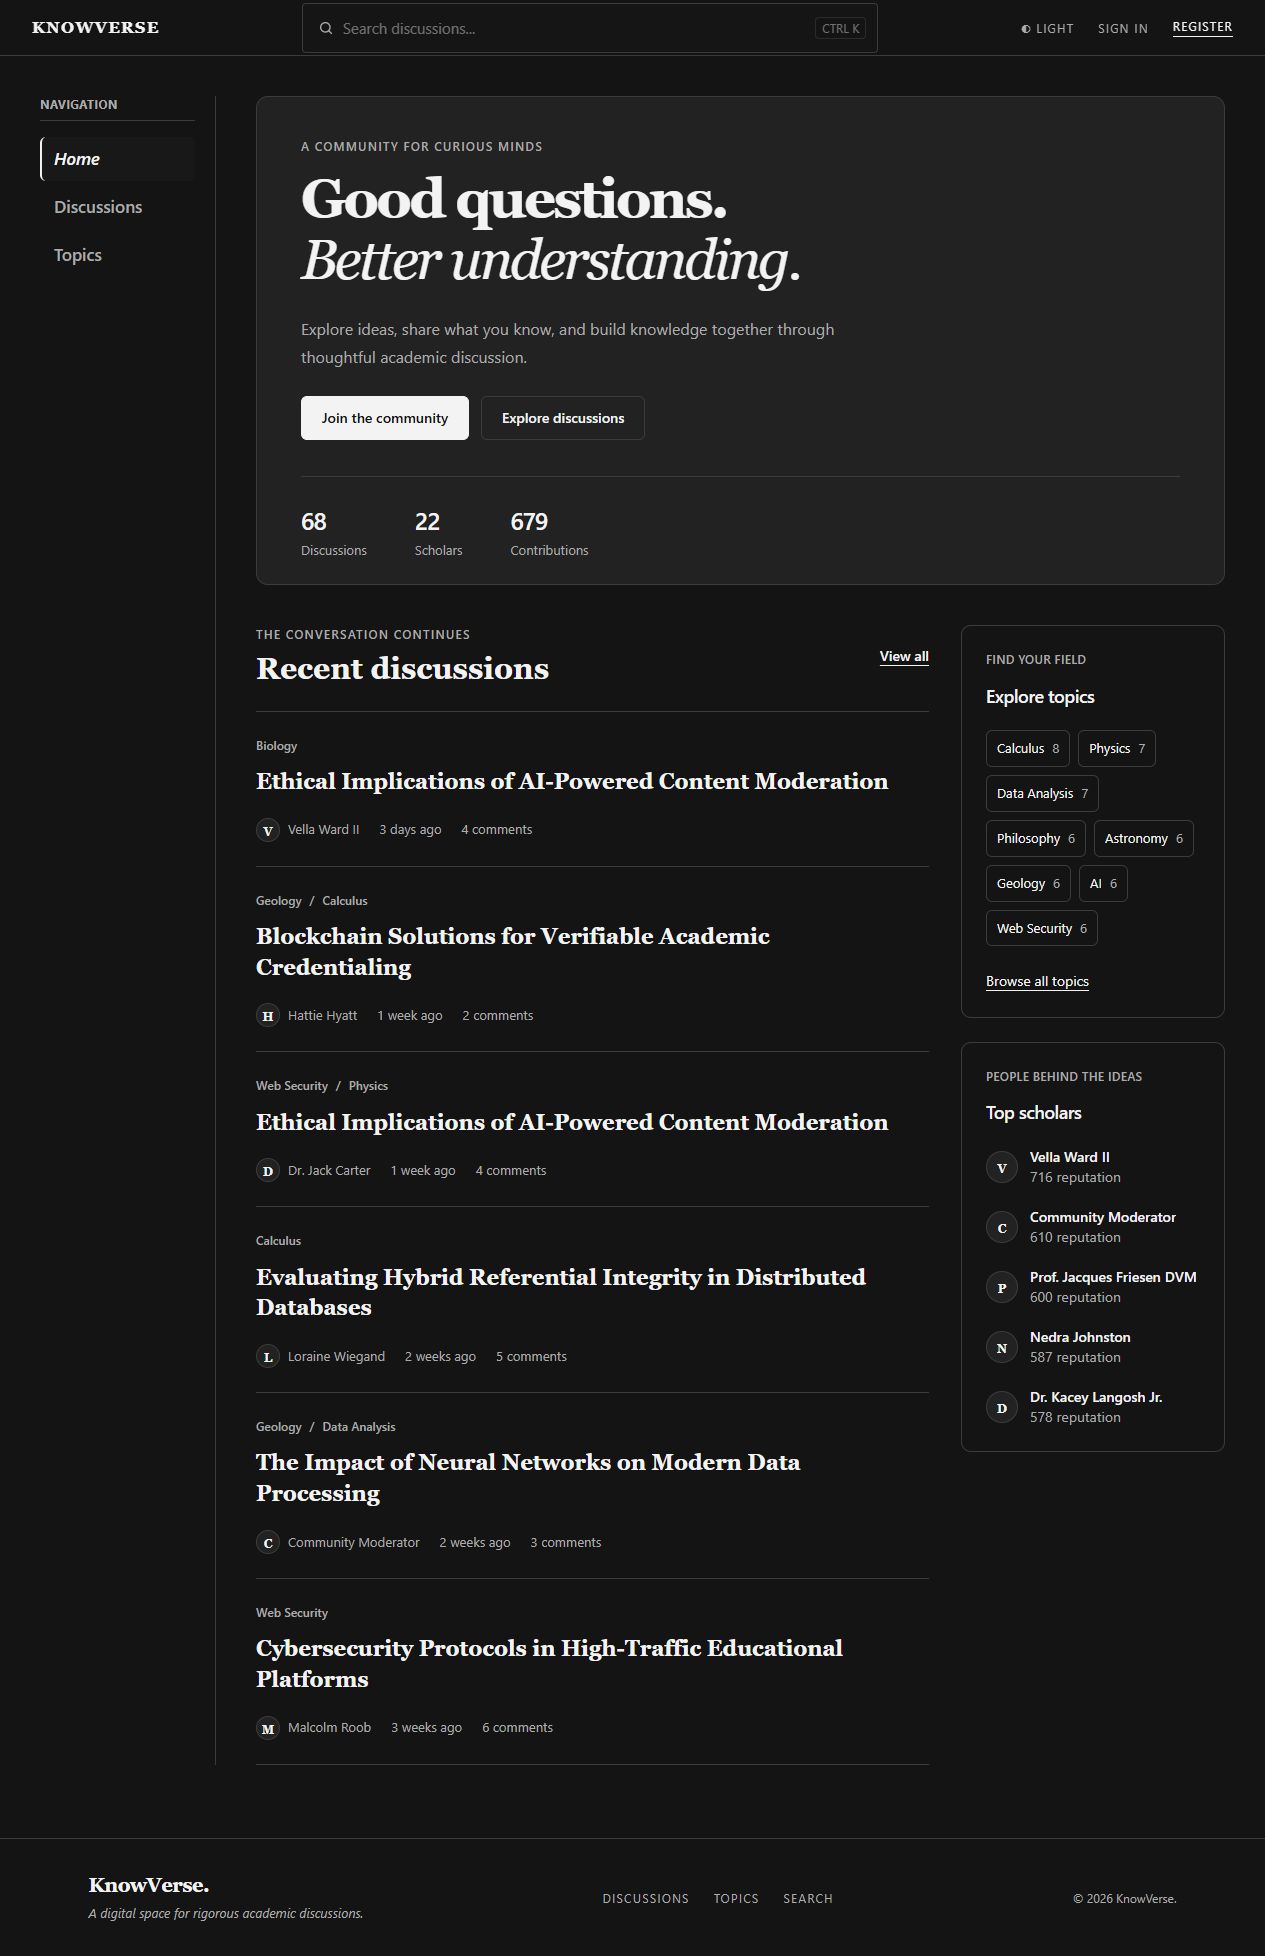 KNOWVERSE
Search discussions...
CTRL K
LIGHT
SIGN IN
REGISTER
NAVIGATION
Home
Discussions
Topics
A COMMUNITY FOR CURIOUS MINDS
Good questions.
Better understanding.
Explore ideas, share what you know, and build knowledge together through
thoughtful academic discussion.
Join the community
Explore discussions
68
Discussions
22
Scholars
679
Contributions
THE CONVERSATION CONTINUES
Recent discussions
View all
Biology
Ethical Implications of AI-Powered Content Moderation
V Vella Ward II 3 days ago 4 comments
Geology / Calculus
Blockchain Solutions for Verifiable Academic
Credentialing
H Hattie Hyatt 1 week ago 2 comments
Web Security / Physics
Ethical Implications of AI-Powered Content Moderation
D Dr. Jack Carter 1 week ago 4 comments
Calculus
Evaluating Hybrid Referential Integrity in Distributed
Databases
L Loraine Wiegand 2 weeks ago 5 comments
Geology / Data Analysis
The Impact of Neural Networks on Modern Data
Processing
C Community Moderator 2 weeks ago 3 comments
Web Security
Cybersecurity Protocols in High-Traffic Educational
Platforms
M Malcolm Roob 3 weeks ago 6 comments
FIND YOUR FIELD
Explore topics
Calculus 8
Physics 7
Data Analysis 7
Philosophy 6
Astronomy 6
Geology 6
AI 6
Web Security 6
Browse all topics
PEOPLE BEHIND THE IDEAS
Top scholars
V
Vella Ward II
716 reputation
C
Community Moderator
610 reputation
P
Prof. Jacques Friesen DVM
600 reputation
N
Nedra Johnston
587 reputation
D
Dr. Kacey Langosh Jr.
578 reputation
KnowVerse.
A digital space for rigorous academic discussions.
DISCUSSIONS
TOPICS
SEARCH
© 2026 KnowVerse.